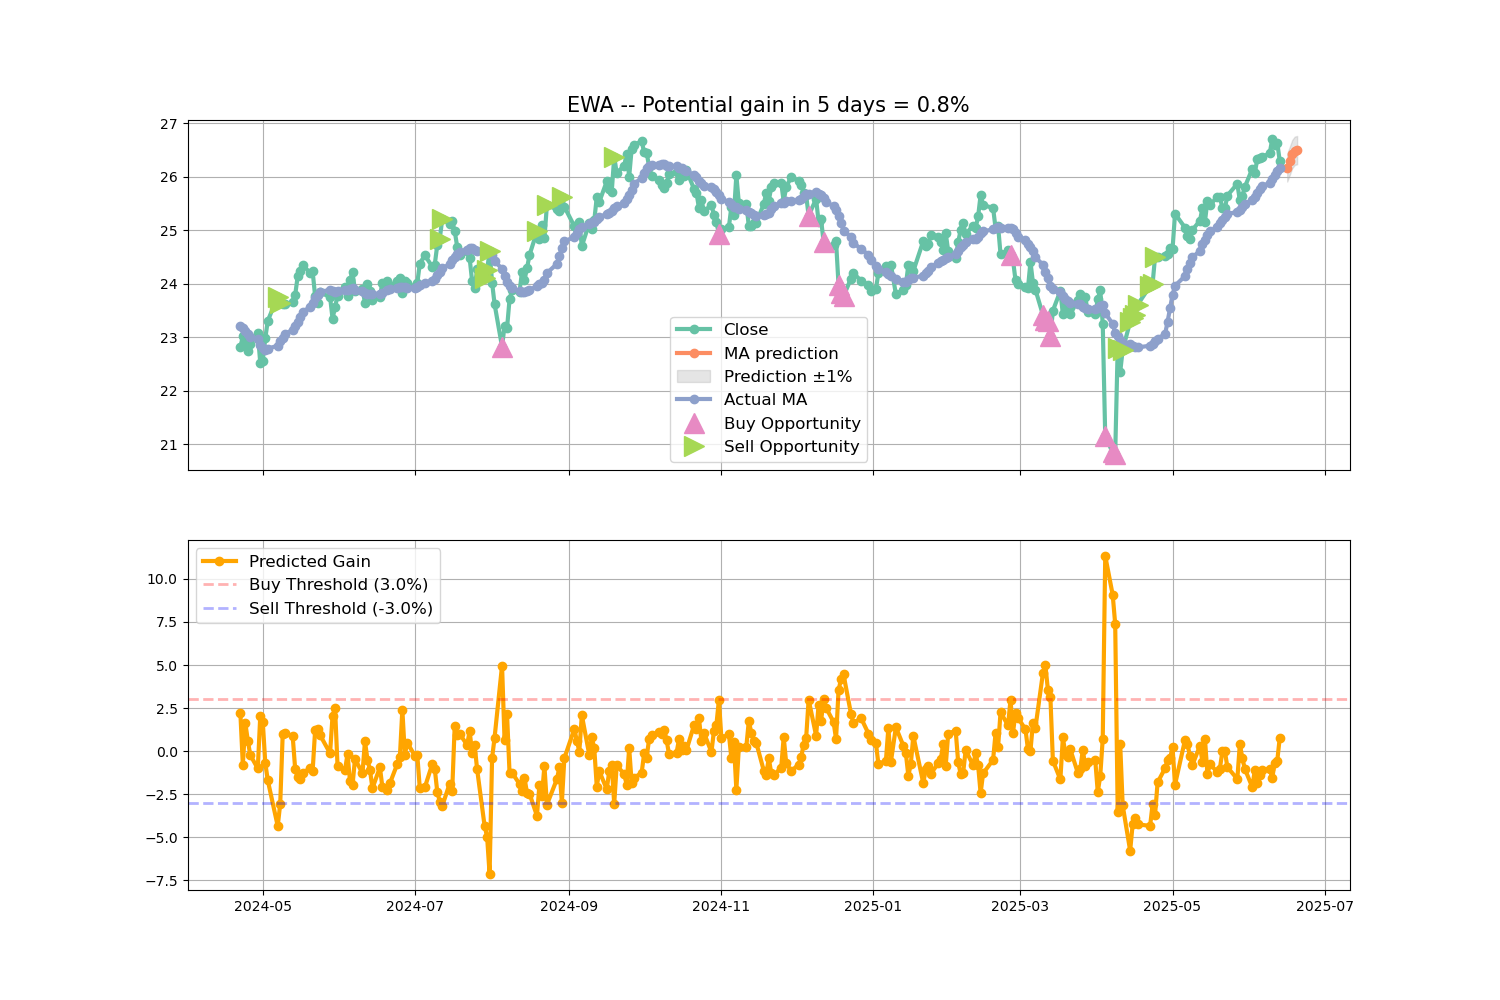 EWA -- Potential gain in 5 days = 0.8%
27
26
25
24
23
22
21
Close
MA prediction
Prediction ±1%
Actual MA
Buy Opportunity
Sell Opportunity
Predicted Gain
Buy Threshold (3.0%)
Sell Threshold (-3.0%)
10.0
7.5
5.0
2.5
0.0
−2.5
−5.0
−7.5
2024-05 2024-07 2024-09 2024-11 2025-01 2025-03 2025-05 2025-07